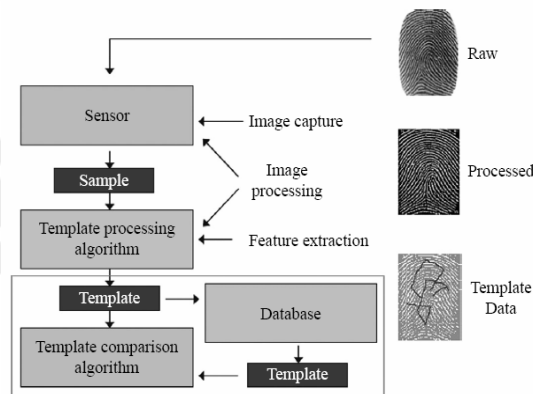 Raw
Sensor
Image capture
Sample
Image
processing
Processed
Template processing
algorithm
Feature extraction
Template
Database
Template
Data
Template comparison
algorithm
Template